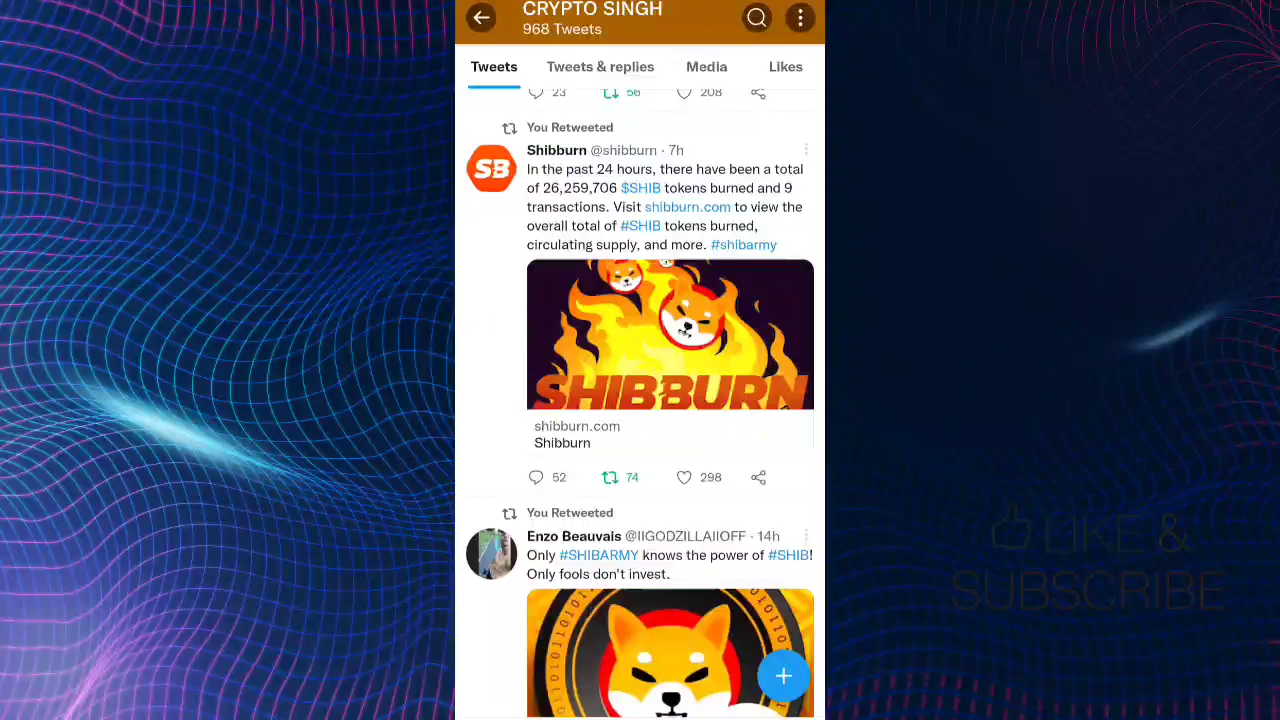 CRYPTO SINGH
968 Tweets
Tweets Tweets & replies Media Likes
23 56 208
You Retweeted
Shibburn @shibburn · 7h
In the past 24 hours, there have been a total
of 26,259,706 $SHIB tokens burned and 9
transactions. Visit shibburn.com to view the
overall total of #SHIB tokens burned,
circulating supply, and more. #shibarmy
SB
SHIBBURN
shibburn.com
Shibburn
52 74 298
You Retweeted
Enzo Beauvais @IIGODZILLAIIOFF · 14h
Only #SHIBARMY knows the power of #SHIB!
Only fools don't invest.
LIKE &
SUBSCRIBE